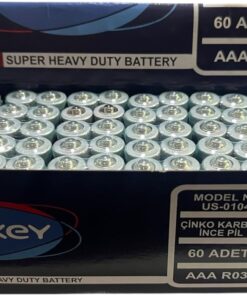 60 A
SUPER HEAVY DUTY BATTERY
AAA
KEY
MODEL N
US-0104
ÇİNKO KARB
İNCE PİL
60 ADET
HEAVY DUTY BATTERY
AAA R03